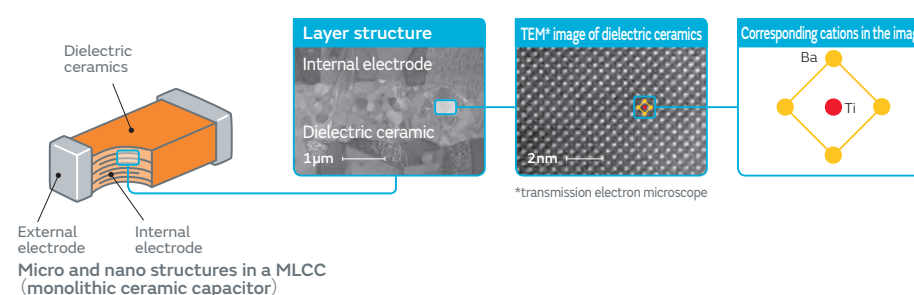 Dielectric
ceramics
External
electrode
Internal
electrode
Micro and nano structures in a MLCC
（monolithic ceramic capacitor）
Layer structure
Internal electrode
Dielectric ceramic
1μm
TEM* image of dielectric ceramics
2nm
*transmission electron microscope
Corresponding cations in the imag
Ba
Ti